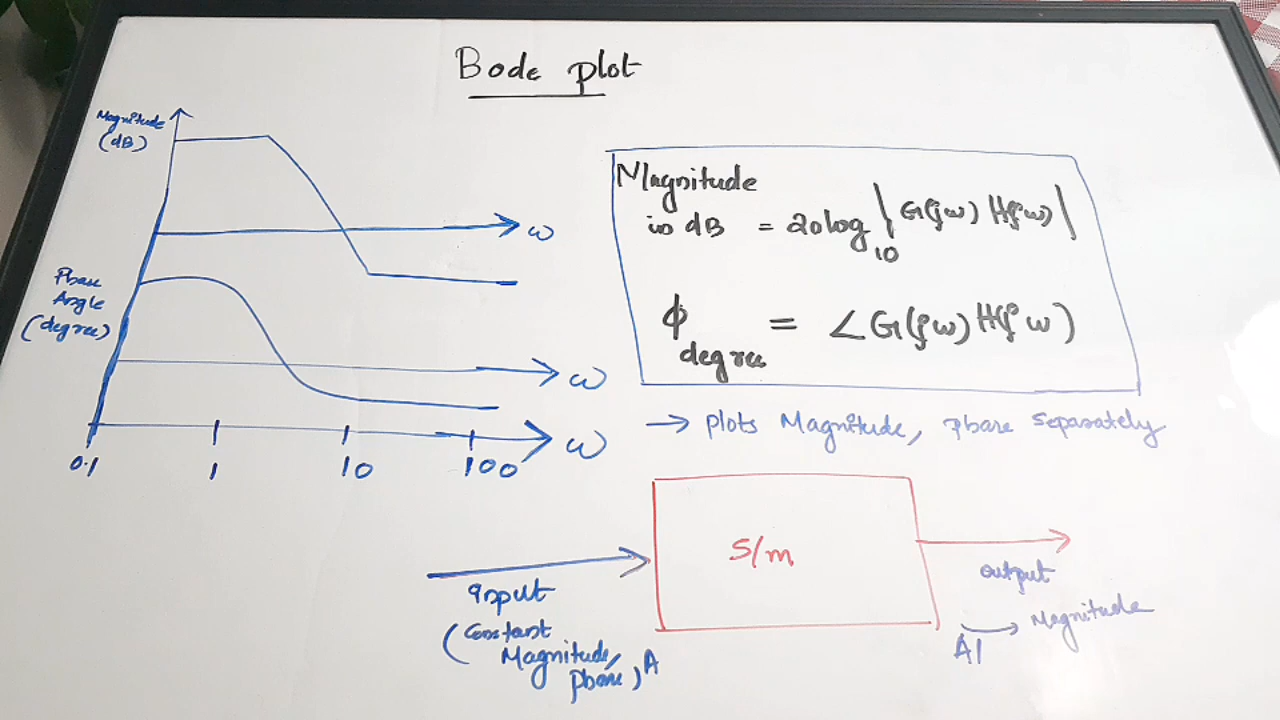 Bode plot
Magnitude
(dB)
ω
Phase
Angle
(degree)
ω
ω
0.1 1 10 100
Magnitude
in dB = 20log₁₀|G(jω) H(jω)|
ϕ degree = ∠G(jω)H(jω)
→ plots Magnitude, phase separately
S/m
input
(Constant
Magnitude,
phase) A
output
A1 → Magnitude